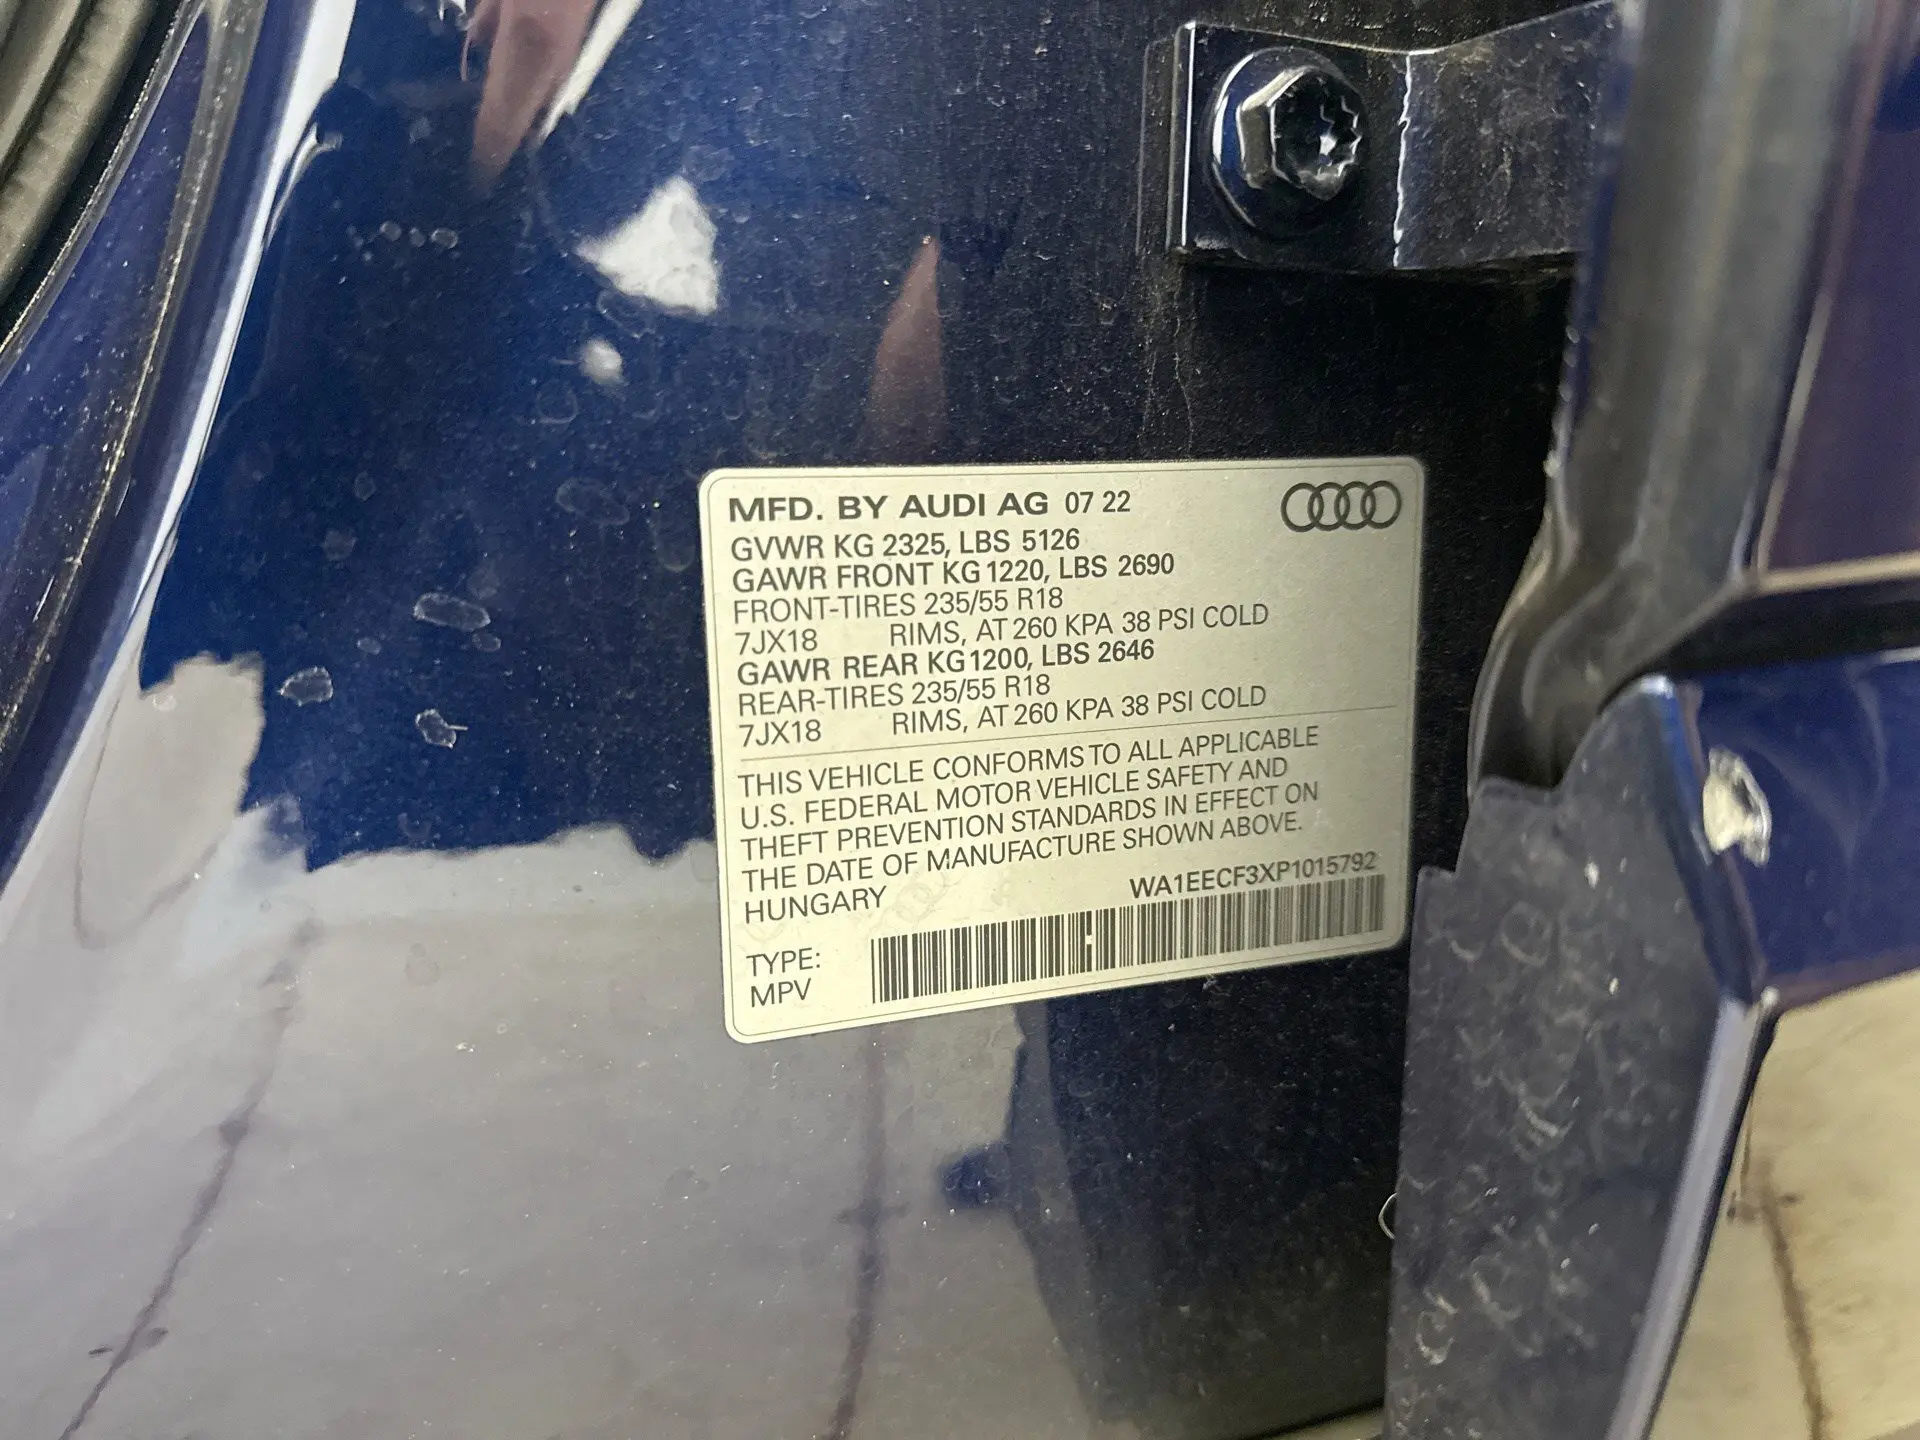 MFD. BY AUDI AG 07 22
GVWR KG 2325, LBS 5126
GAWR FRONT KG 1220, LBS 2690
FRONT-TIRES 235/55 R18
7JX18 RIMS, AT 260 KPA 38 PSI COLD
GAWR REAR KG 1200, LBS 2646
REAR-TIRES 235/55 R18
7JX18 RIMS, AT 260 KPA 38 PSI COLD
THIS VEHICLE CONFORMS TO ALL APPLICABLE
U.S. FEDERAL MOTOR VEHICLE SAFETY AND
THEFT PREVENTION STANDARDS IN EFFECT ON
THE DATE OF MANUFACTURE SHOWN ABOVE.
HUNGARY WA1EECF3XP1015792
TYPE:
MPV